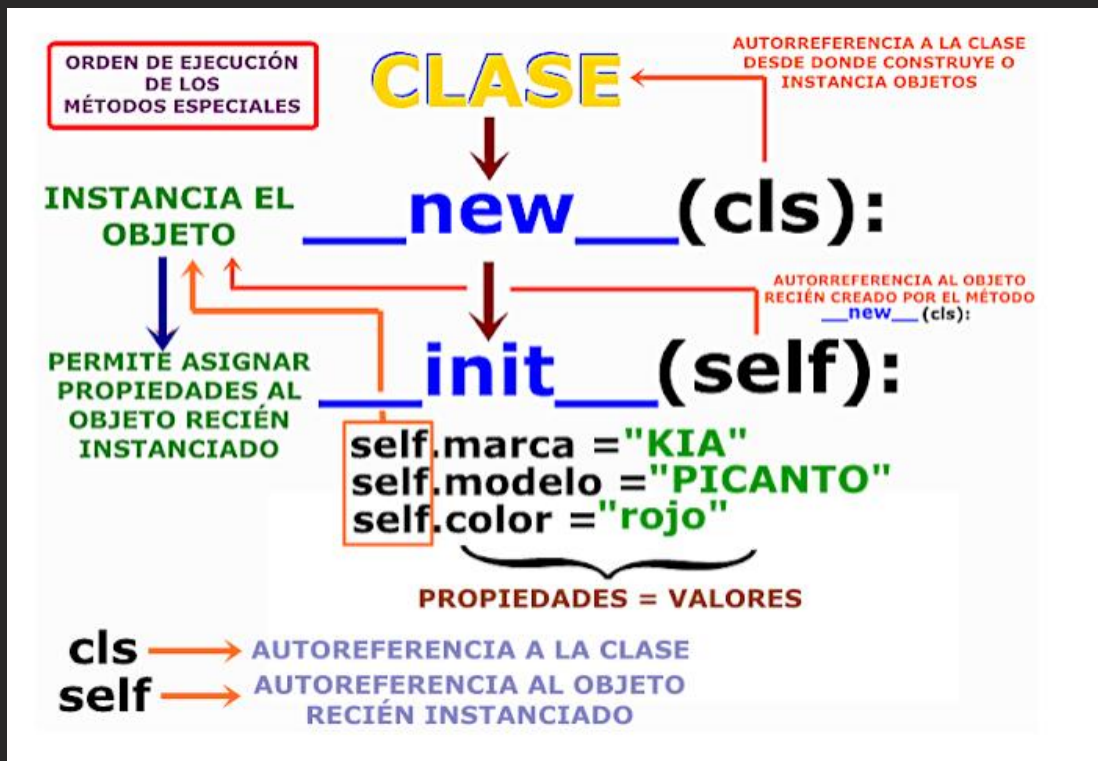 ORDEN DE EJECUCIÓN
DE LOS
MÉTODOS ESPECIALES
CLASE
AUTORREFERENCIA A LA CLASE
DESDE DONDE CONSTRUYE O
INSTANCIA OBJETOS
INSTANCIA EL
OBJETO
__new__(cls):
AUTORREFERENCIA AL OBJETO
RECIÉN CREADO POR EL MÉTODO
__new__(cls):
PERMITE ASIGNAR
PROPIEDADES AL
OBJETO RECIÉN
INSTANCIADO
__init__(self):
self.marca ="KIA"
self.modelo ="PICANTO"
self.color ="rojo"
PROPIEDADES = VALORES
cls AUTOREFERENCIA A LA CLASE
self AUTOREFERENCIA AL OBJETO
RECIÉN INSTANCIADO